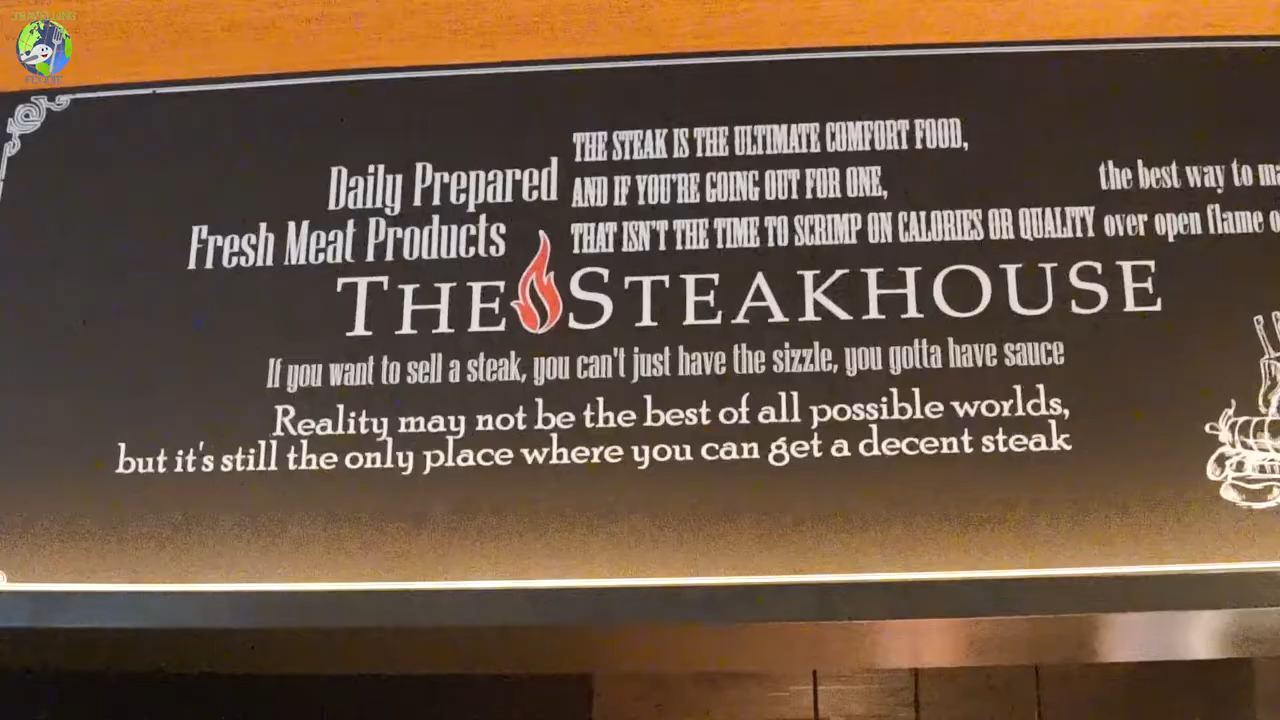 TRAVELLING
FOODIE
Daily Prepared
Fresh Meat Products
THE STEAK IS THE ULTIMATE COMFORT FOOD,
AND IF YOU'RE GOING OUT FOR ONE,
THAT ISN'T THE TIME TO SCRIMP ON CALORIES OR QUALITY
the best way to
over open flame
THE STEAKHOUSE
If you want to sell a steak, you can't just have the sizzle, you gotta have sauce
Reality may not be the best of all possible worlds,
but it's still the only place where you can get a decent steak